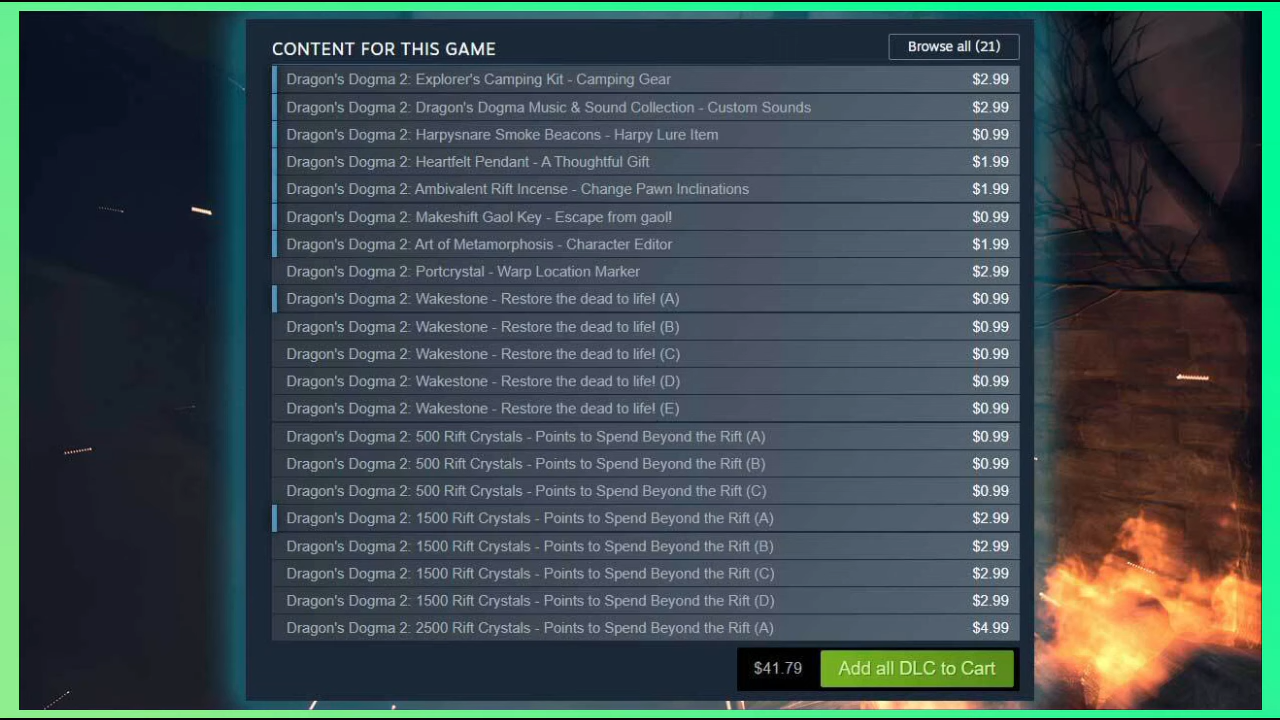 CONTENT FOR THIS GAME
Browse all (21)
Dragon's Dogma 2: Explorer's Camping Kit - Camping Gear $2.99
Dragon's Dogma 2: Dragon's Dogma Music & Sound Collection - Custom Sounds $2.99
Dragon's Dogma 2: Harpysnare Smoke Beacons - Harpy Lure Item $0.99
Dragon's Dogma 2: Heartfelt Pendant - A Thoughtful Gift $1.99
Dragon's Dogma 2: Ambivalent Rift Incense - Change Pawn Inclinations $1.99
Dragon's Dogma 2: Makeshift Gaol Key - Escape from gaol! $0.99
Dragon's Dogma 2: Art of Metamorphosis - Character Editor $1.99
Dragon's Dogma 2: Portcrystal - Warp Location Marker $2.99
Dragon's Dogma 2: Wakestone - Restore the dead to life! (A) $0.99
Dragon's Dogma 2: Wakestone - Restore the dead to life! (B) $0.99
Dragon's Dogma 2: Wakestone - Restore the dead to life! (C) $0.99
Dragon's Dogma 2: Wakestone - Restore the dead to life! (D) $0.99
Dragon's Dogma 2: Wakestone - Restore the dead to life! (E) $0.99
Dragon's Dogma 2: 500 Rift Crystals - Points to Spend Beyond the Rift (A) $0.99
Dragon's Dogma 2: 500 Rift Crystals - Points to Spend Beyond the Rift (B) $0.99
Dragon's Dogma 2: 500 Rift Crystals - Points to Spend Beyond the Rift (C) $0.99
Dragon's Dogma 2: 1500 Rift Crystals - Points to Spend Beyond the Rift (A) $2.99
Dragon's Dogma 2: 1500 Rift Crystals - Points to Spend Beyond the Rift (B) $2.99
Dragon's Dogma 2: 1500 Rift Crystals - Points to Spend Beyond the Rift (C) $2.99
Dragon's Dogma 2: 1500 Rift Crystals - Points to Spend Beyond the Rift (D) $2.99
Dragon's Dogma 2: 2500 Rift Crystals - Points to Spend Beyond the Rift (A) $4.99
$41.79 Add all DLC to Cart